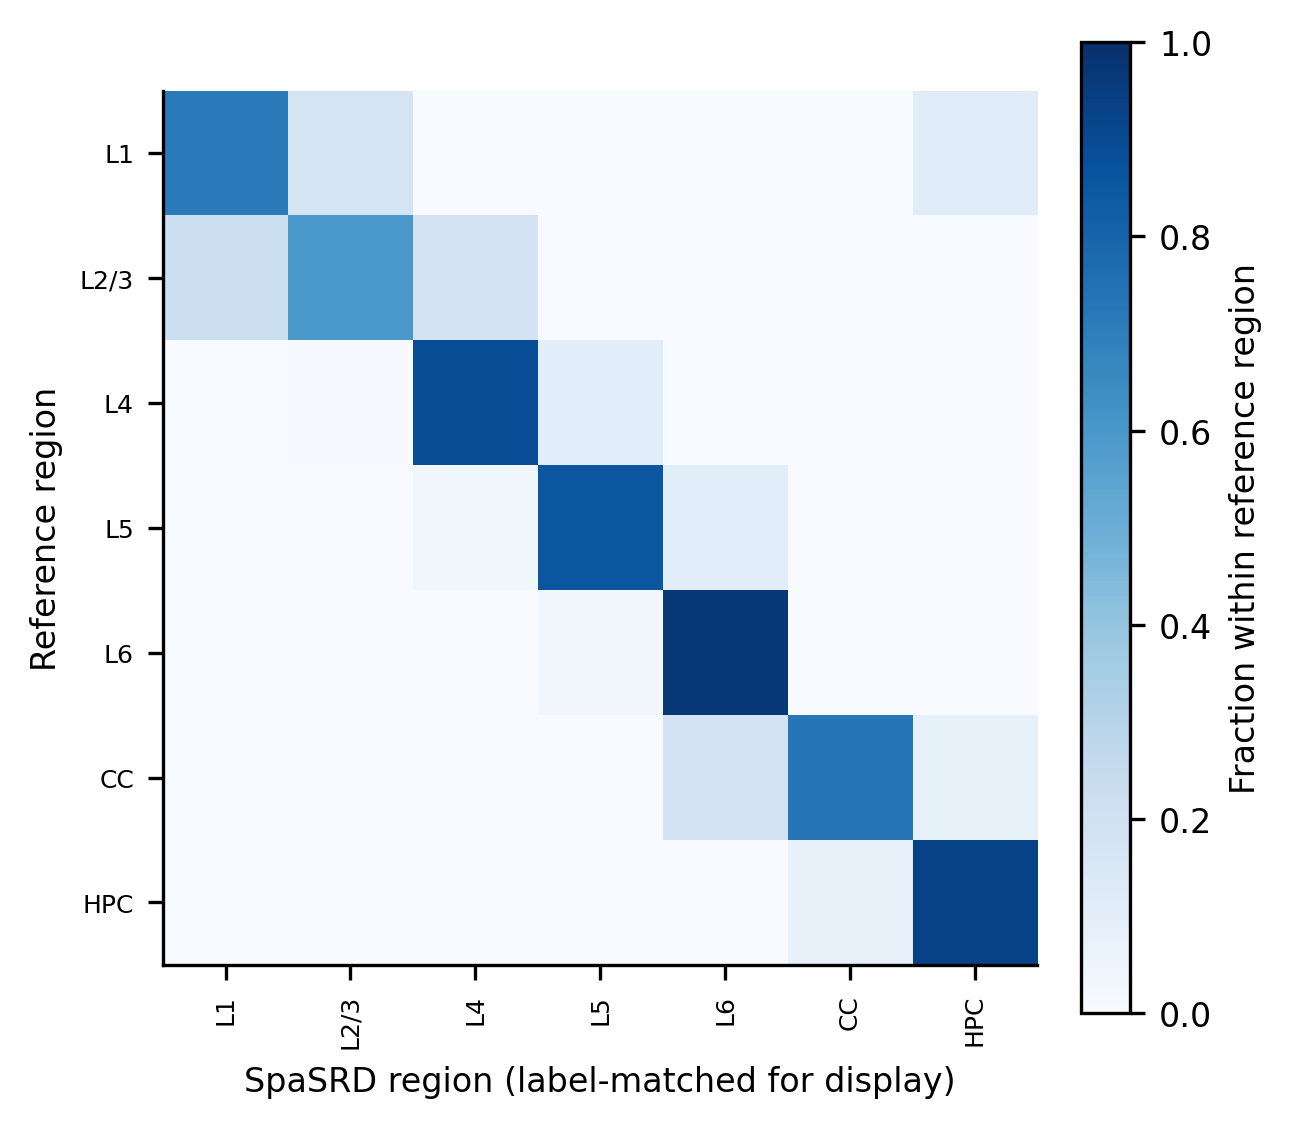 1.0
L1
0.8
L2/3
L4
0.6
L5
L6
0.4
CC
0.2
HPC
0.0
Reference region
Fraction within reference region
L1
L2/3
L4
L5
L6
CC
HPC
SpaSRD region (label-matched for display)